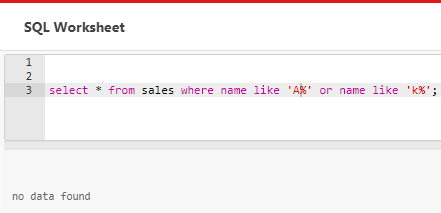 SQL Worksheet
1
2
3 select * from sales where name like 'A%' or name like 'k%';
no data found